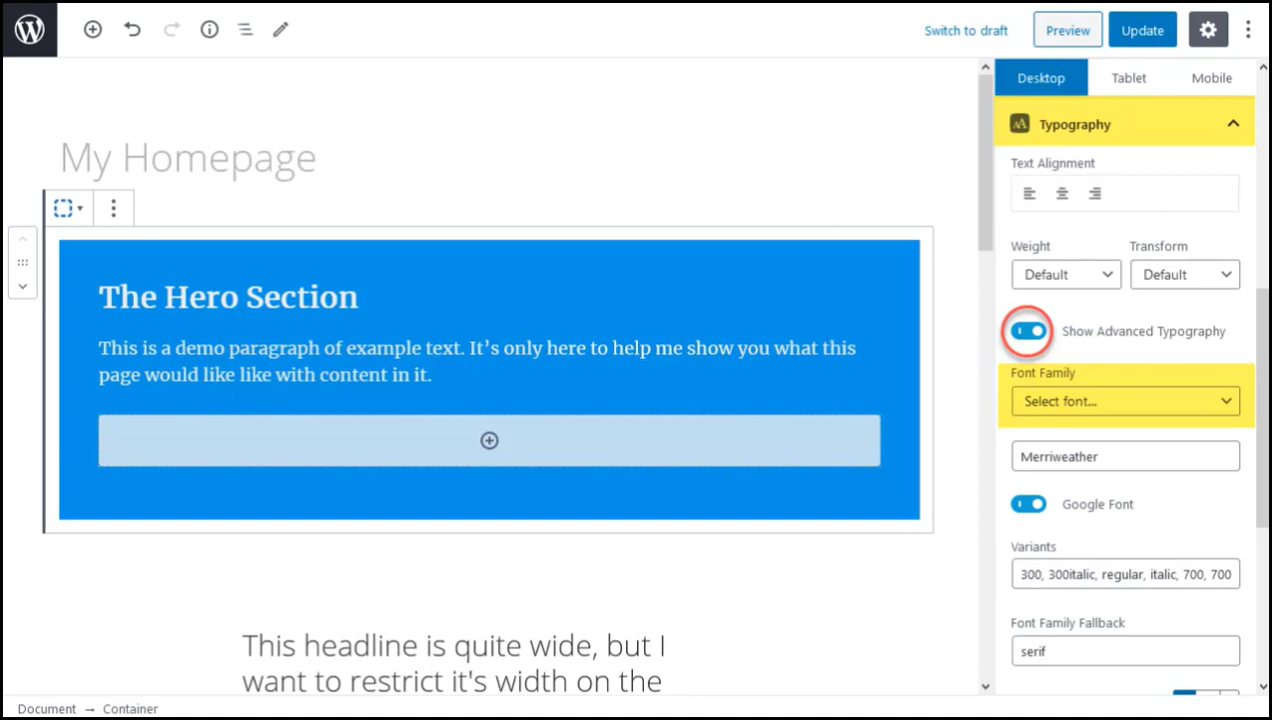 Switch to draft
Preview
Update
Desktop
Tablet
Mobile
My Homepage
The Hero Section
This is a demo paragraph of example text. It's only here to help me show you what this
page would like like with content in it.
This headline is quite wide, but I
want to restrict it's width on the
Typography
Text Alignment
Weight
Transform
Default
Default
Show Advanced Typography
Font Family
Select font...
Merriweather
Google Font
Variants
300, 300italic, regular, italic, 700, 700
Font Family Fallback
serif
Document → Container